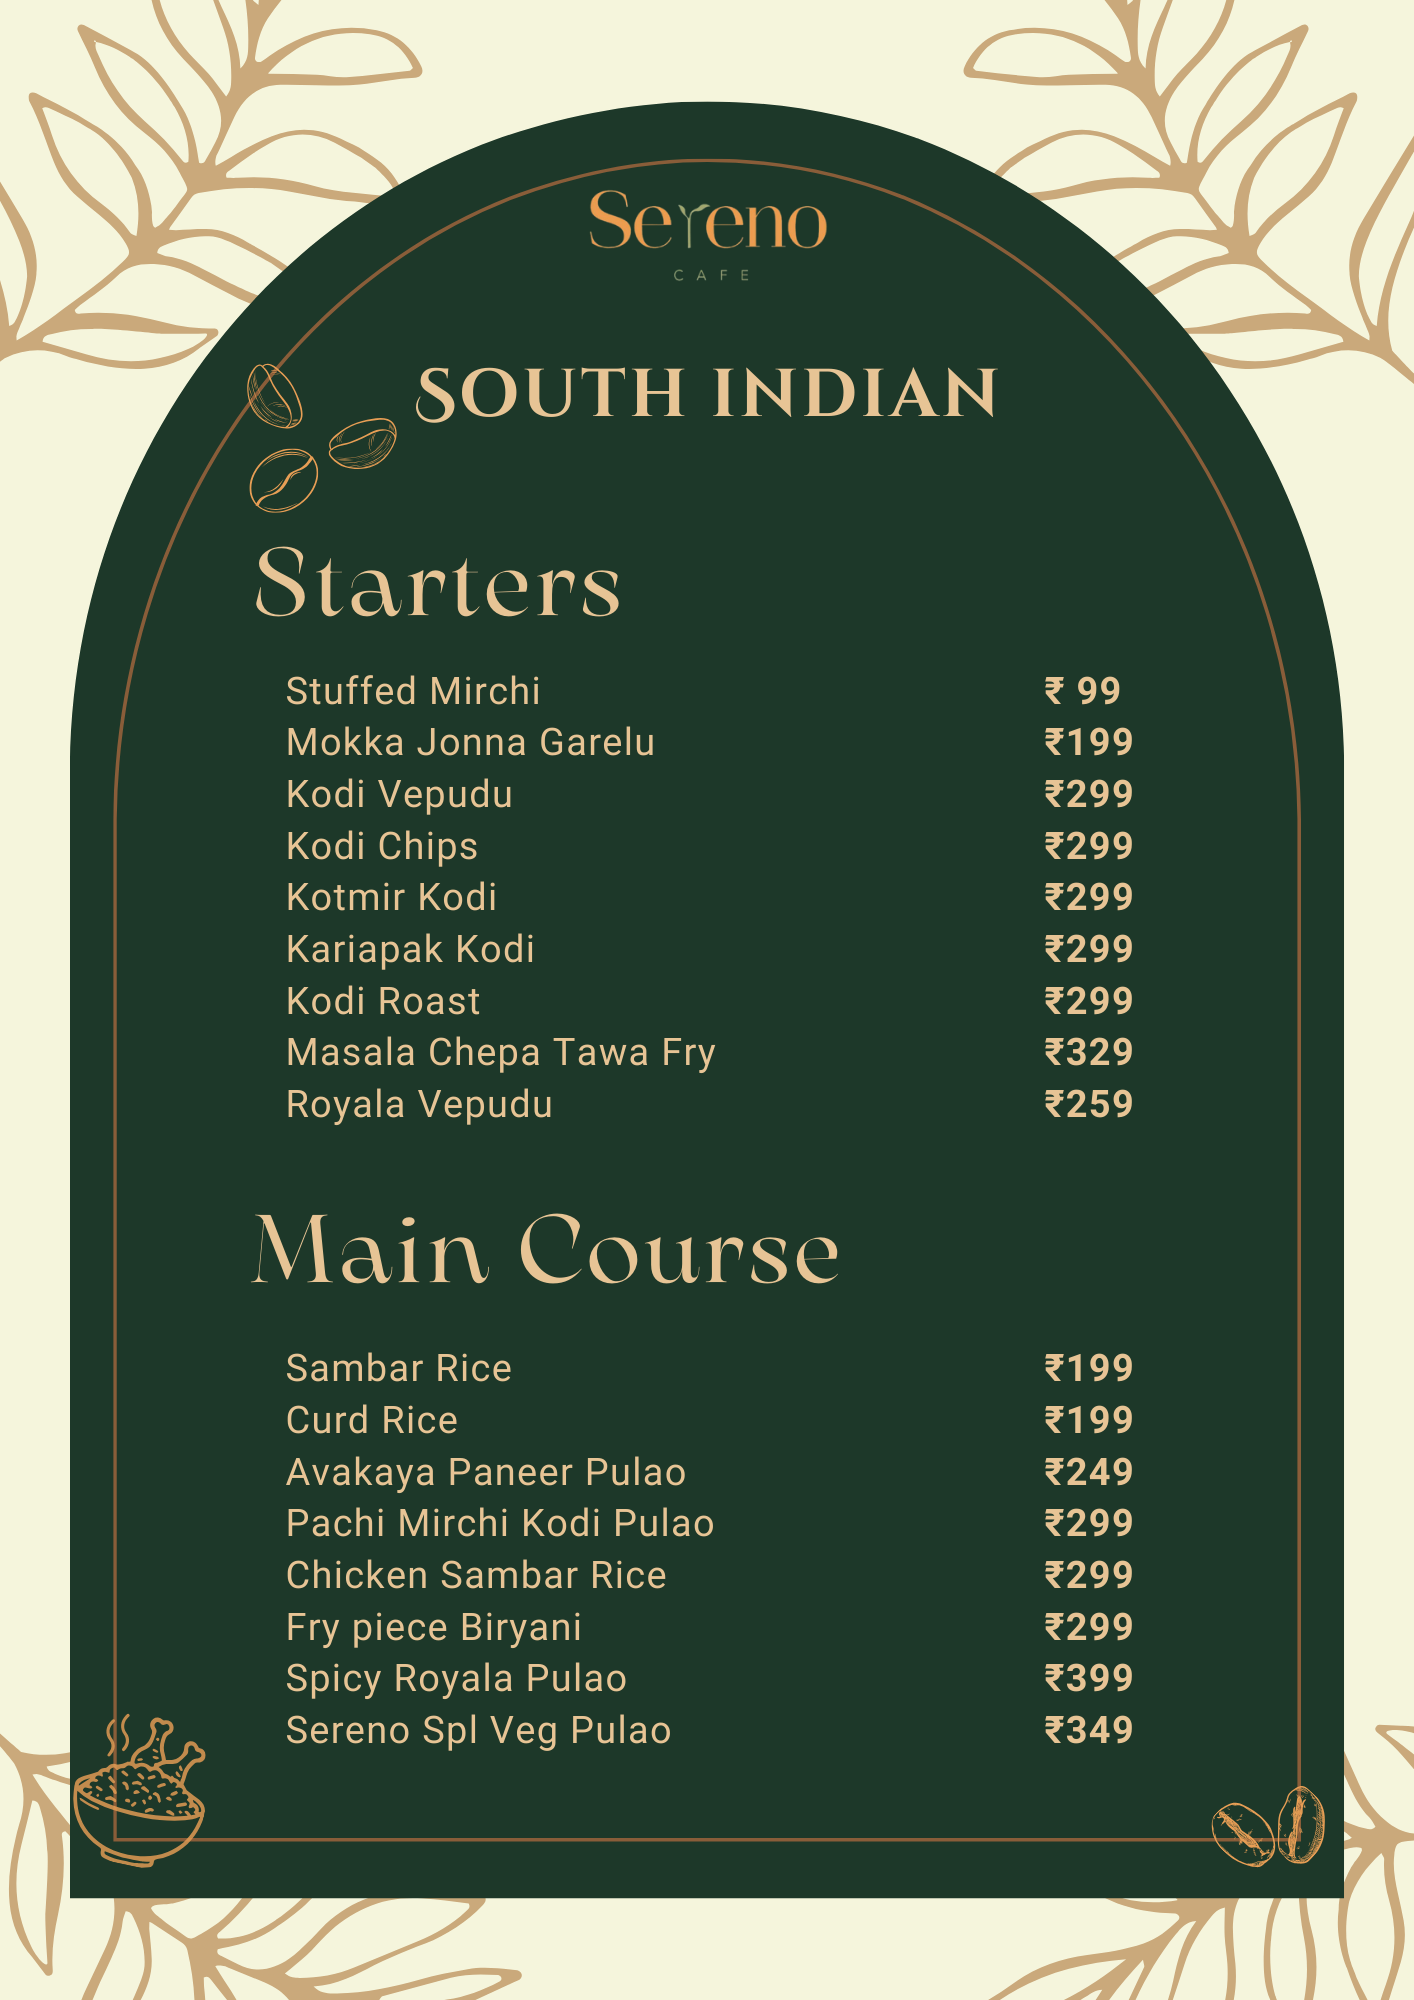 Sereno
CAFE
SOUTH INDIAN
Starters
Stuffed Mirchi ₹ 99
Mokka Jonna Garelu ₹199
Kodi Vepudu ₹299
Kodi Chips ₹299
Kotmir Kodi ₹299
Kariapak Kodi ₹299
Kodi Roast ₹299
Masala Chepa Tawa Fry ₹329
Royala Vepudu ₹259
Main Course
Sambar Rice ₹199
Curd Rice ₹199
Avakaya Paneer Pulao ₹249
Pachi Mirchi Kodi Pulao ₹299
Chicken Sambar Rice ₹299
Fry piece Biryani ₹299
Spicy Royala Pulao ₹399
Sereno Spl Veg Pulao ₹349